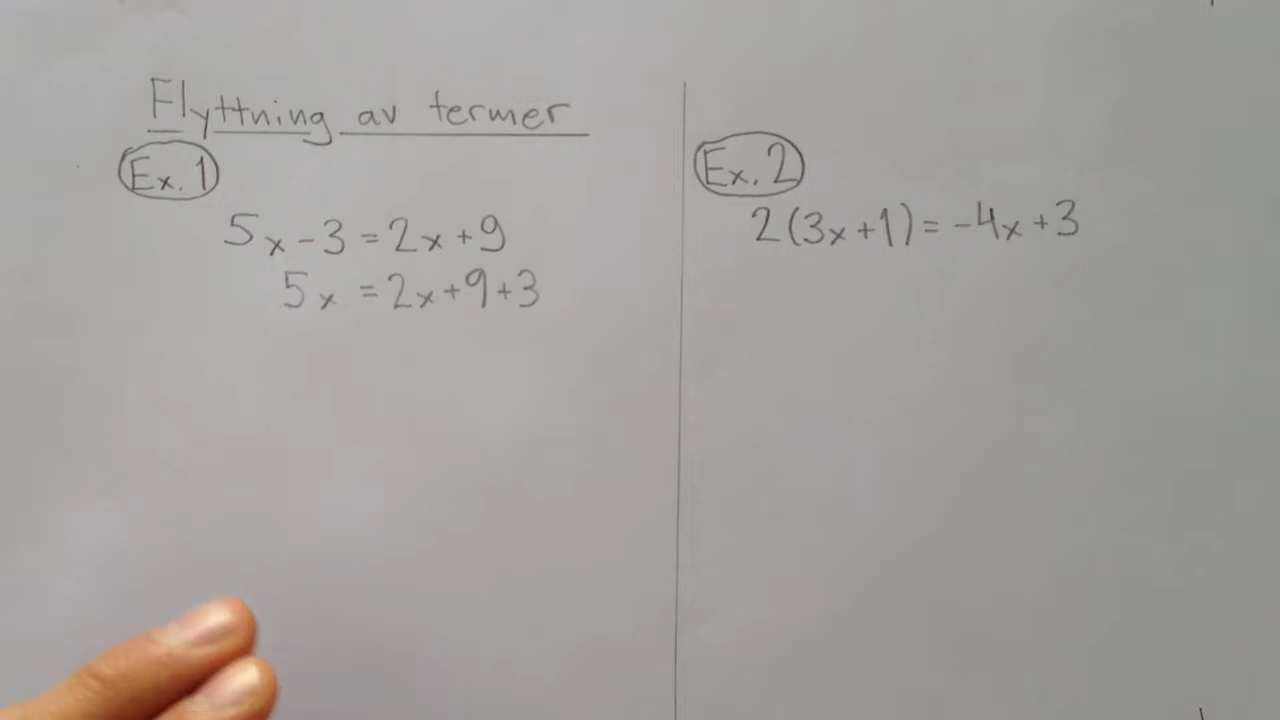 Flyttning av termer
Ex. 1
5x - 3 = 2x + 9
5x = 2x + 9 + 3
Ex. 2
2(3x + 1) = -4x + 3